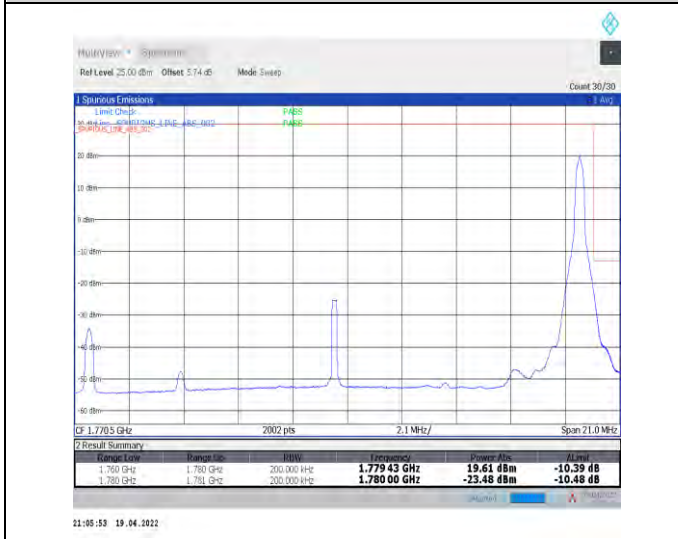 MultiView
Ref Level 25.00 dBm Offset 5.74 dB Mode Sweep
Count 30/30
1 Spurious Emissions 1 Avg
Limit Check PASS
PASS
20 dBm
10 dBm
0 dBm
-10 dBm
-20 dBm
-30 dBm
-40 dBm
-50 dBm
-60 dBm
CF 1.7705 GHz 2002 pts 2.1 MHz/ Span 21.0 MHz
2 Result Summary
Range Low Range Up RBW Frequency Power Abs ΔLimit
1.760 GHz 1.780 GHz 200.000 kHz 1.779 43 GHz 19.61 dBm -10.39 dB
1.780 GHz 1.781 GHz 200.000 kHz 1.780 00 GHz -23.48 dBm -10.48 dB
21:05:53 19.04.2022